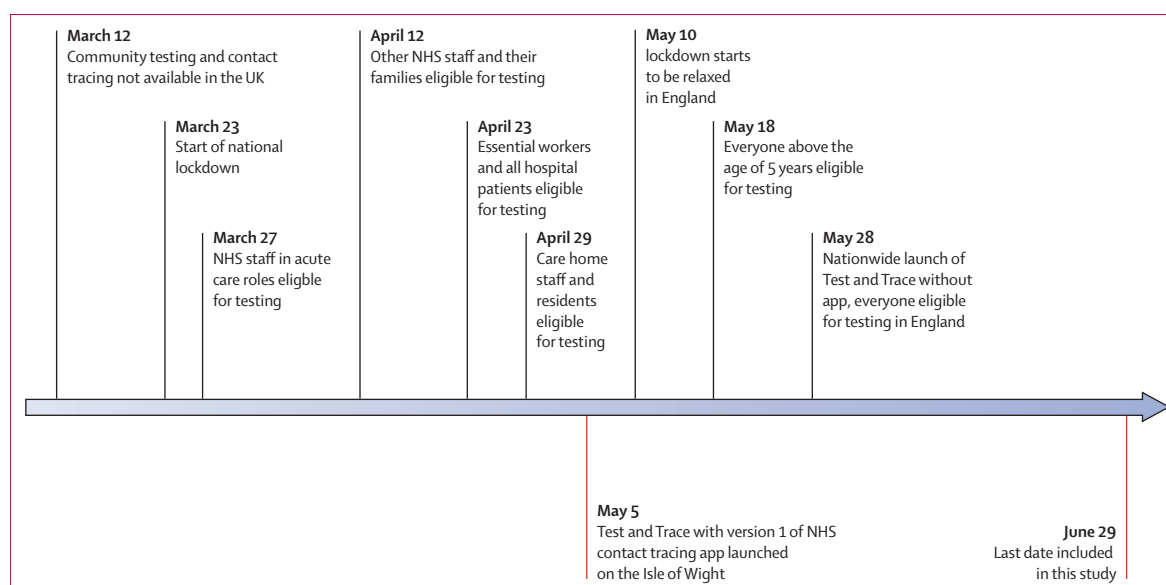 March 12
Community testing and contact
tracing not available in the UK
March 23
Start of national
lockdown
March 27
NHS staff in acute
care roles eligble
for testing
April 12
Other NHS staff and their
families eligible for testing
April 23
Essential workers
and all hospital
patients eligible
for testing
April 29
Care home
staff and
residents
eligible
for testing
May 10
lockdown starts
to be relaxed
in England
May 18
Everyone above the
age of 5 years eligible
for testing
May 28
Nationwide launch of
Test and Trace without
app, everyone eligible
for testing in England
May 5
Test and Trace with version 1 of NHS
contact tracing app launched
on the Isle of Wight
June 29
Last date included
in this study